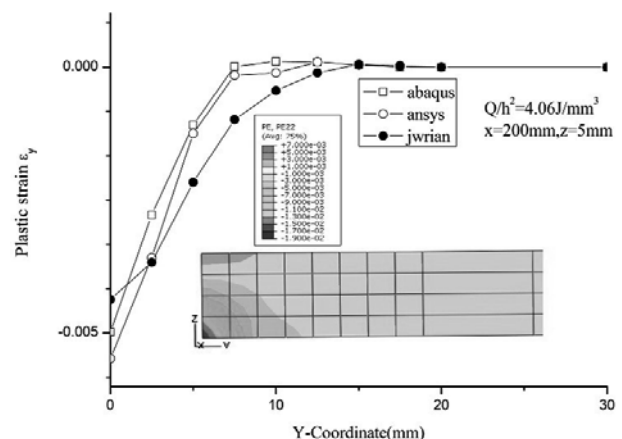 0.000
-0.005
Plastic strain εy
abaqus
ansys
jwrian
Q/h²=4.06J/mm³
x=200mm,z=5mm
PE, PE22
(Avg: 75%)
+7.000e-03
+5.000e-03
+3.000e-03
+1.000e-03
-1.000e-03
-3.000e-03
-5.000e-03
-7.000e-03
-9.000e-03
-1.100e-02
-1.300e-02
-1.500e-02
-1.700e-02
-1.900e-02
Z
X Y
0 10 20 30
Y-Coordinate(mm)